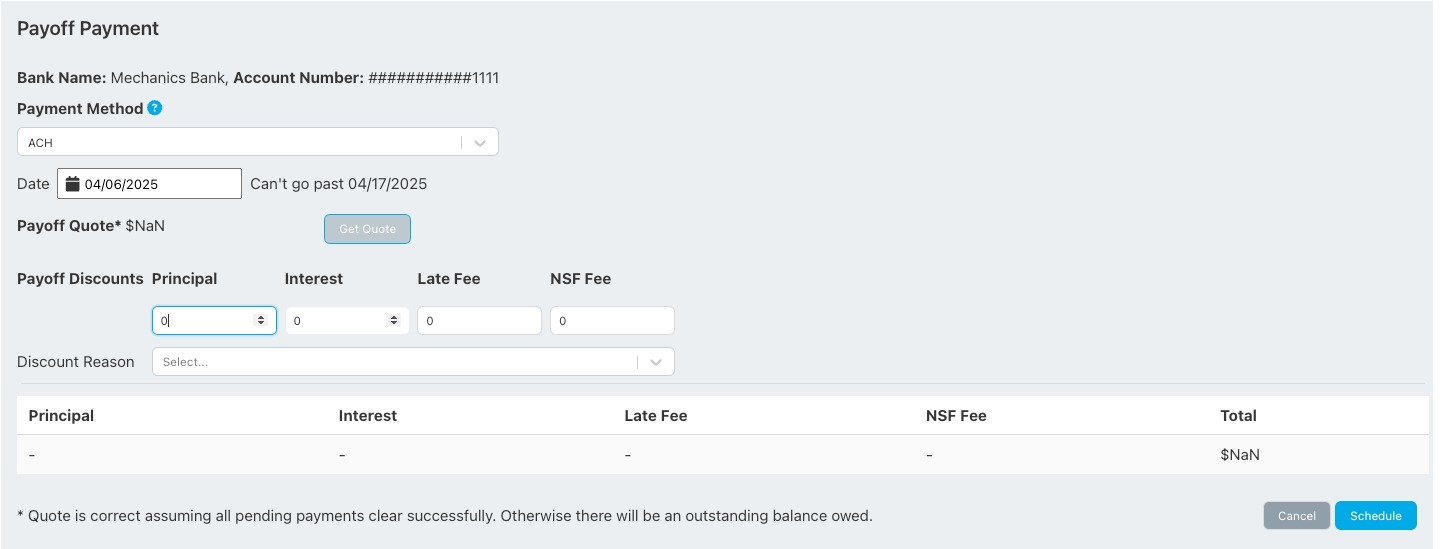 Payoff Payment
Bank Name: Mechanics Bank, Account Number: ###########1111
Payment Method ?
ACH
Date 04/06/2025 Can't go past 04/17/2025
Payoff Quote* $NaN Get Quote
Payoff Discounts Principal Interest Late Fee NSF Fee
0 0 0 0
Discount Reason Select...
Principal Interest Late Fee NSF Fee Total
- - - - $NaN
* Quote is correct assuming all pending payments clear successfully. Otherwise there will be an outstanding balance owed. Cancel Schedule